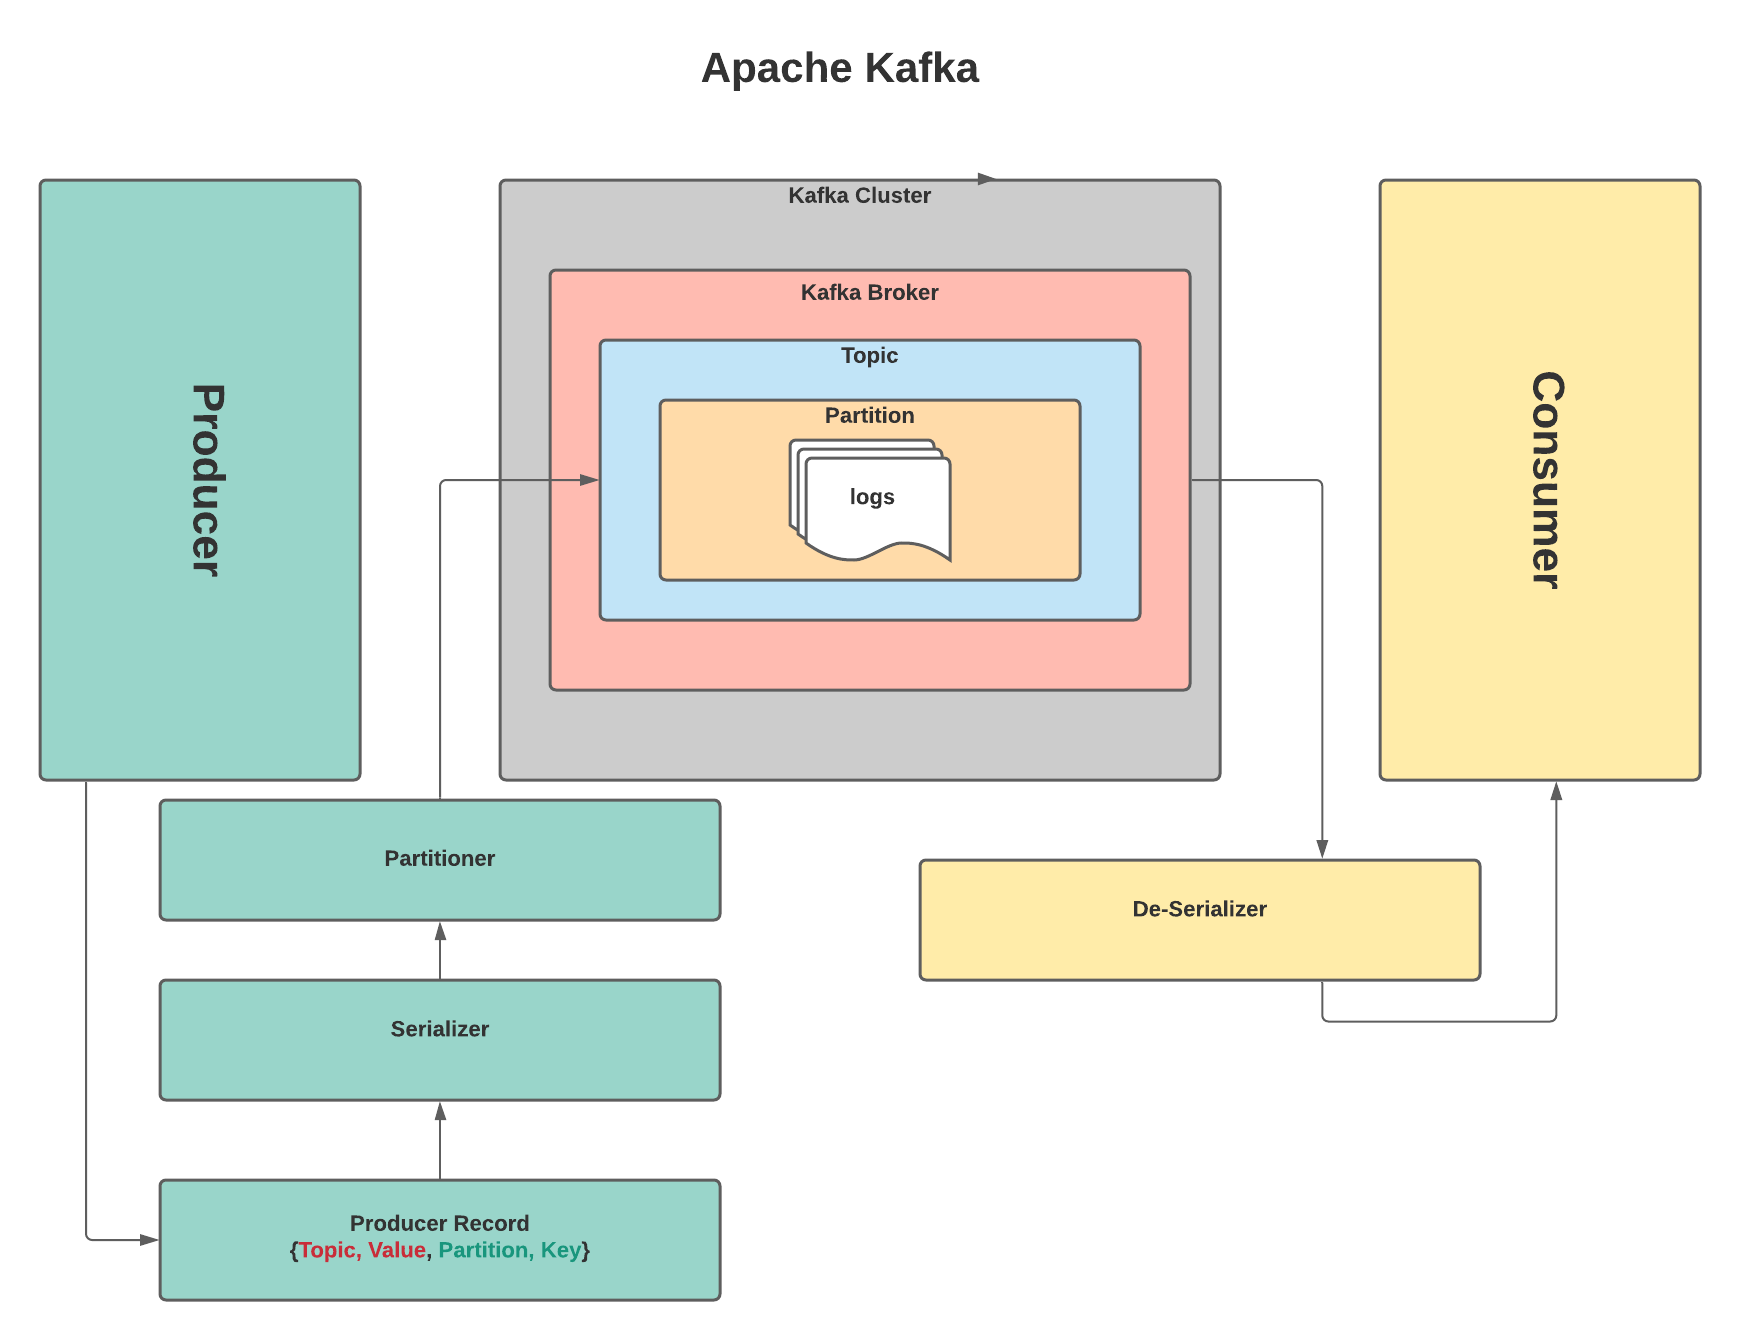 Apache Kafka
Producer
Kafka Cluster
Kafka Broker
Topic
Partition
logs
Consumer
Partitioner
De-Serializer
Serializer
Producer Record
{Topic, Value, Partition, Key}